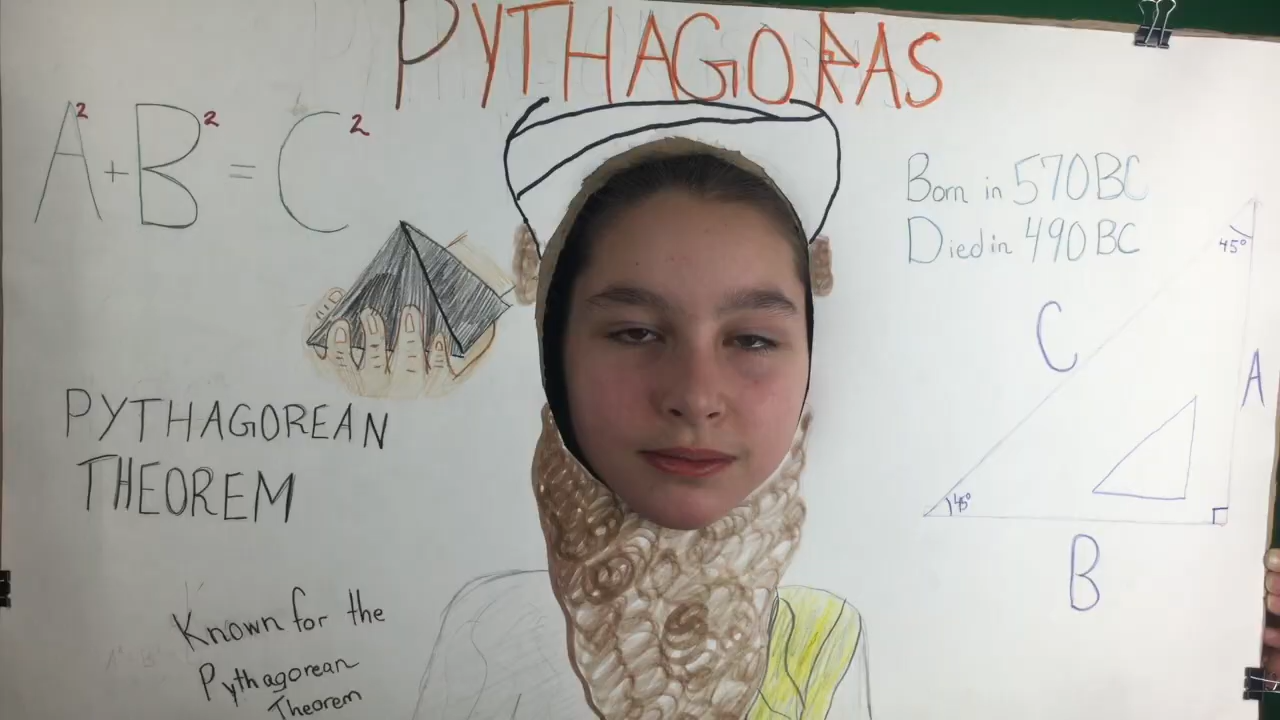 PYTHAGORAS
A² + B² = C²
Born in 570 BC
Died in 490 BC
45°
C
A
PYTHAGOREAN
THEOREM
45°
B
Known for the
Pythagorean
Theorem